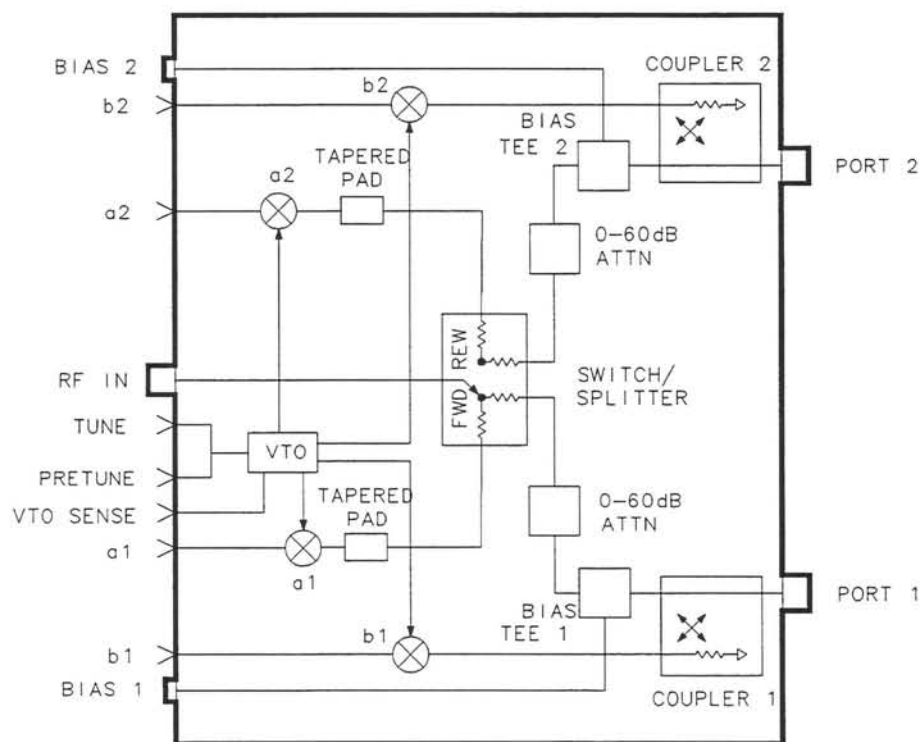 BIAS 2
COUPLER 2
b2
b2
BIAS
TEE 2
TAPERED
PAD
a2
PORT 2
a2
0-60dB
ATTN
REW
FWD
RF IN
SWITCH/
SPLITTER
TUNE
VTO
PRETUNE
TAPERED
PAD
0-60dB
ATTN
VTO SENSE
a1
a1
PORT 1
BIAS
TEE 1
b1
b1
BIAS 1
COUPLER 1